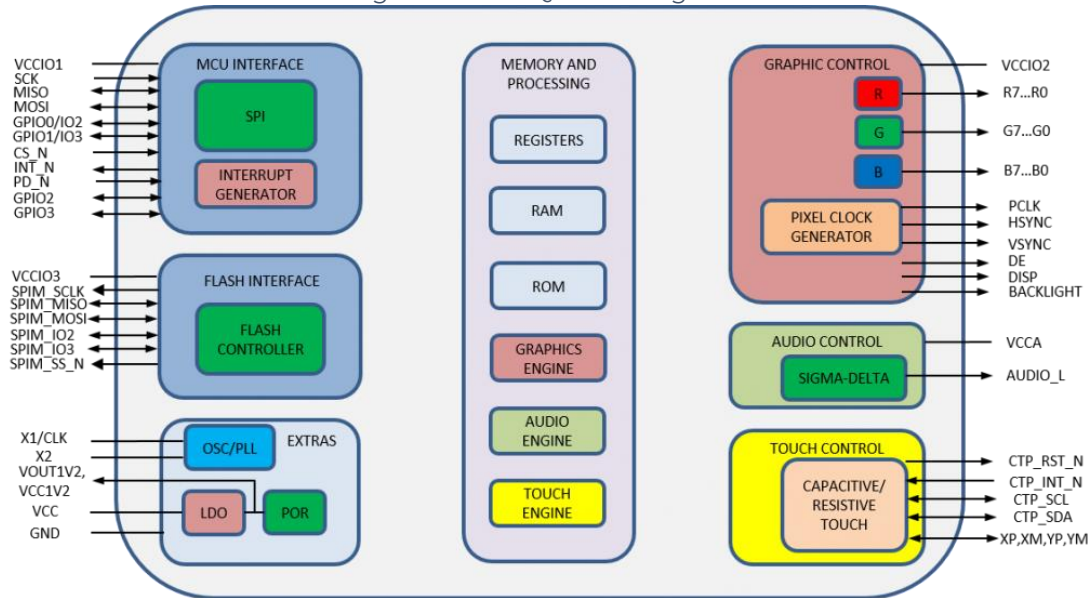 VCCIO1
SCK
MISO
MOSI
GPIO0/IO2
GPIO1/IO3
CS_N
INT_N
PD_N
GPIO2
GPIO3
MCU INTERFACE
SPI
INTERRUPT
GENERATOR
VCCIO3
SPIM_SCLK
SPIM_MISO
SPIM_MOSI
SPIM_IO2
SPIM_IO3
SPIM_SS_N
FLASH INTERFACE
FLASH
CONTROLLER
X1/CLK
X2
VOUT1V2,
VCC1V2
VCC
GND
OSC/PLL
EXTRAS
LDO
POR
MEMORY AND
PROCESSING
REGISTERS
RAM
ROM
GRAPHICS
ENGINE
AUDIO
ENGINE
TOUCH
ENGINE
GRAPHIC CONTROL
R
G
B
PIXEL CLOCK
GENERATOR
VCCIO2
R7...R0
G7...G0
B7...B0
PCLK
HSYNC
VSYNC
DE
DISP
BACKLIGHT
AUDIO CONTROL
SIGMA-DELTA
VCCA
AUDIO_L
TOUCH CONTROL
CAPACITIVE/
RESISTIVE
TOUCH
CTP_RST_N
CTP_INT_N
CTP_SCL
CTP_SDA
XP,XM,YP,YM